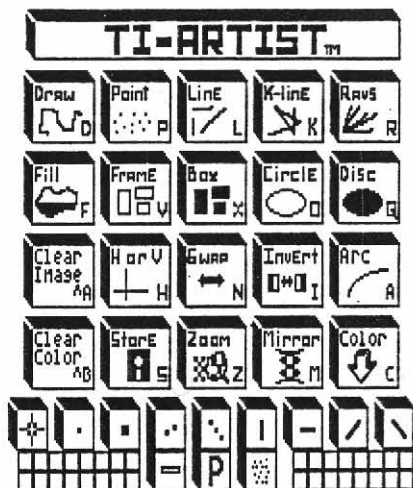 TI-ARTIST™
Draw D
Point P
LinE L
K-linE K
Rays R
Fill F
FramE V
Box X
CirclE O
Disc Q
Clear Image ^A
H or V H
Swap N
InvErt I
Arc A
Clear Color ^B
StorE S
Zoom Z
Mirror M
Color C
P